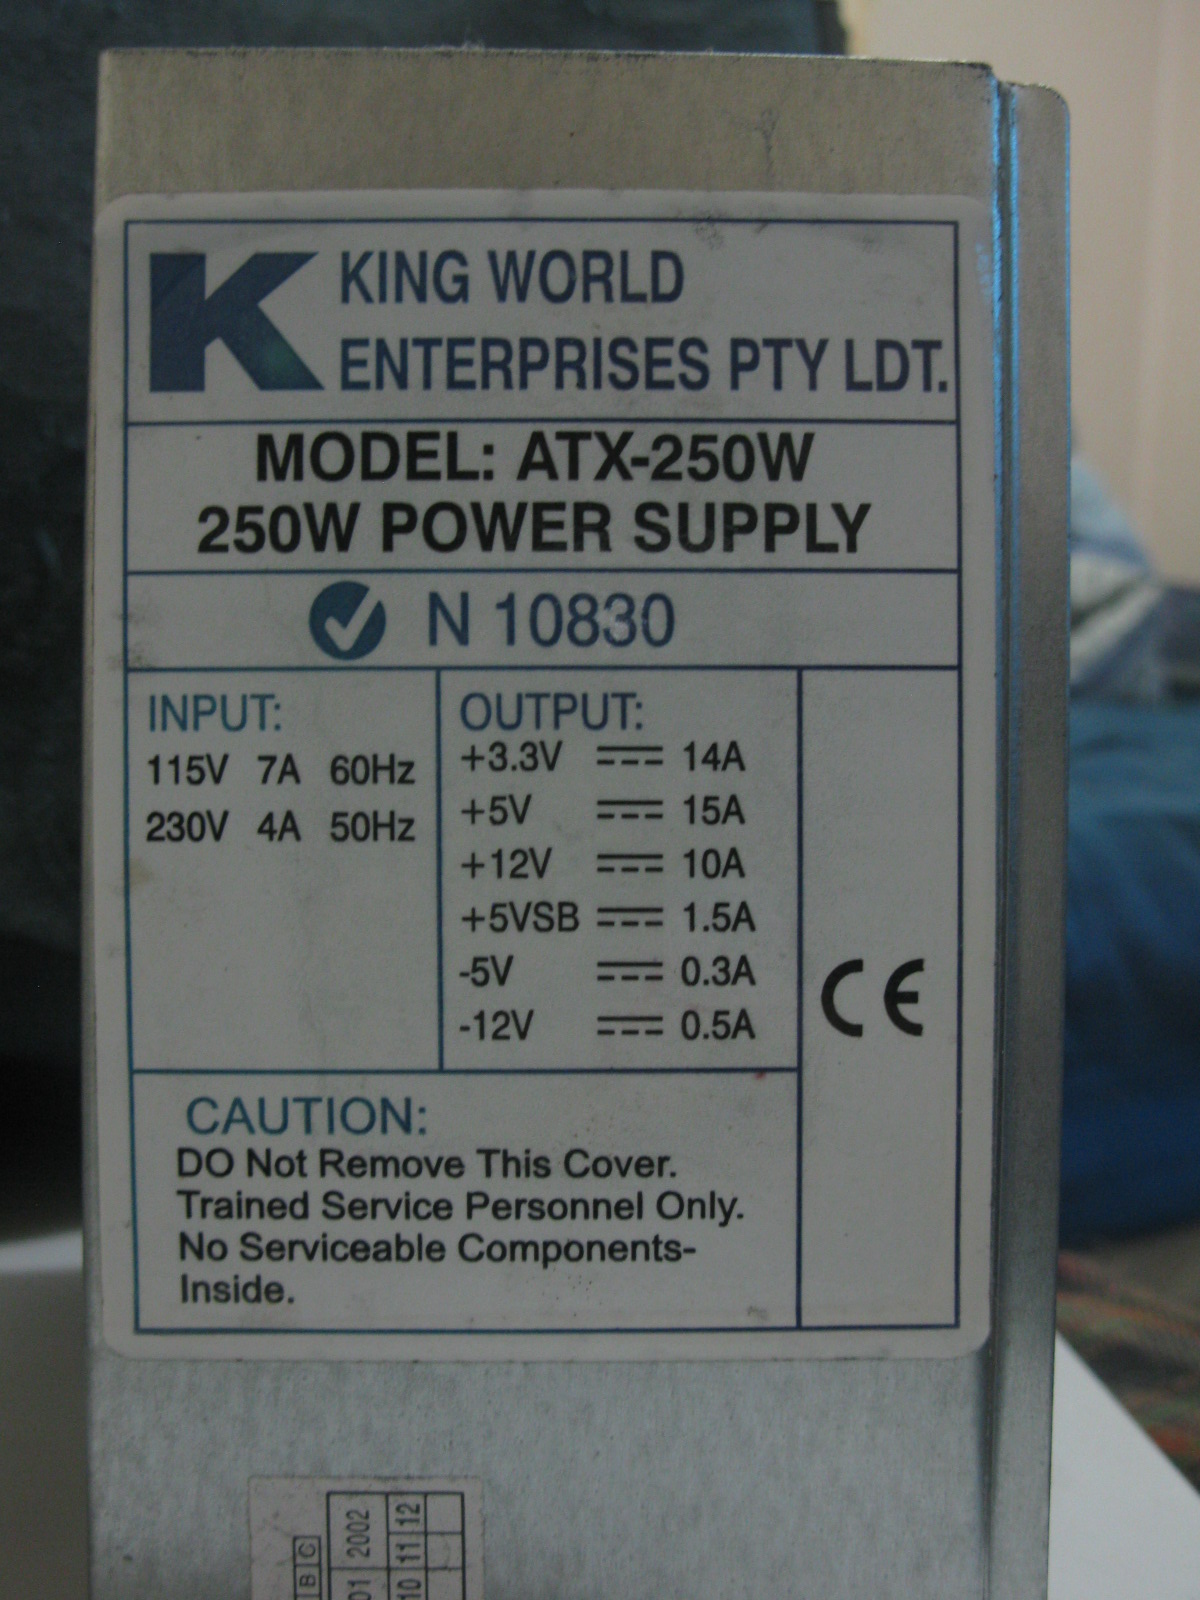 K
KING WORLD
ENTERPRISES PTY LDT.
MODEL: ATX-250W
250W POWER SUPPLY
N 10830
INPUT:
115V 7A 60Hz
230V 4A 50Hz
OUTPUT:
+3.3V 14A
+5V 15A
+12V 10A
+5VSB 1.5A
-5V 0.3A
-12V 0.5A
CE
CAUTION:
DO Not Remove This Cover.
Trained Service Personnel Only.
No Serviceable Components-
Inside.
B C
01 2002
10 11 12